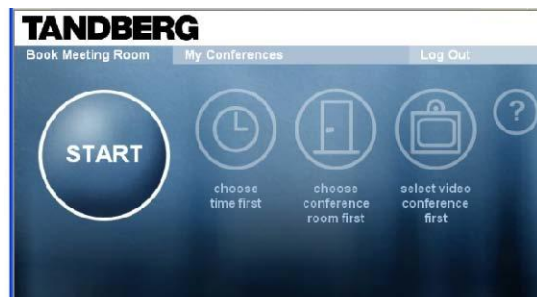 TANDBERG
Book Meeting Room My Conferences Log Out
START
?
choose
time first
choose
conference
room first
select video
conference
first